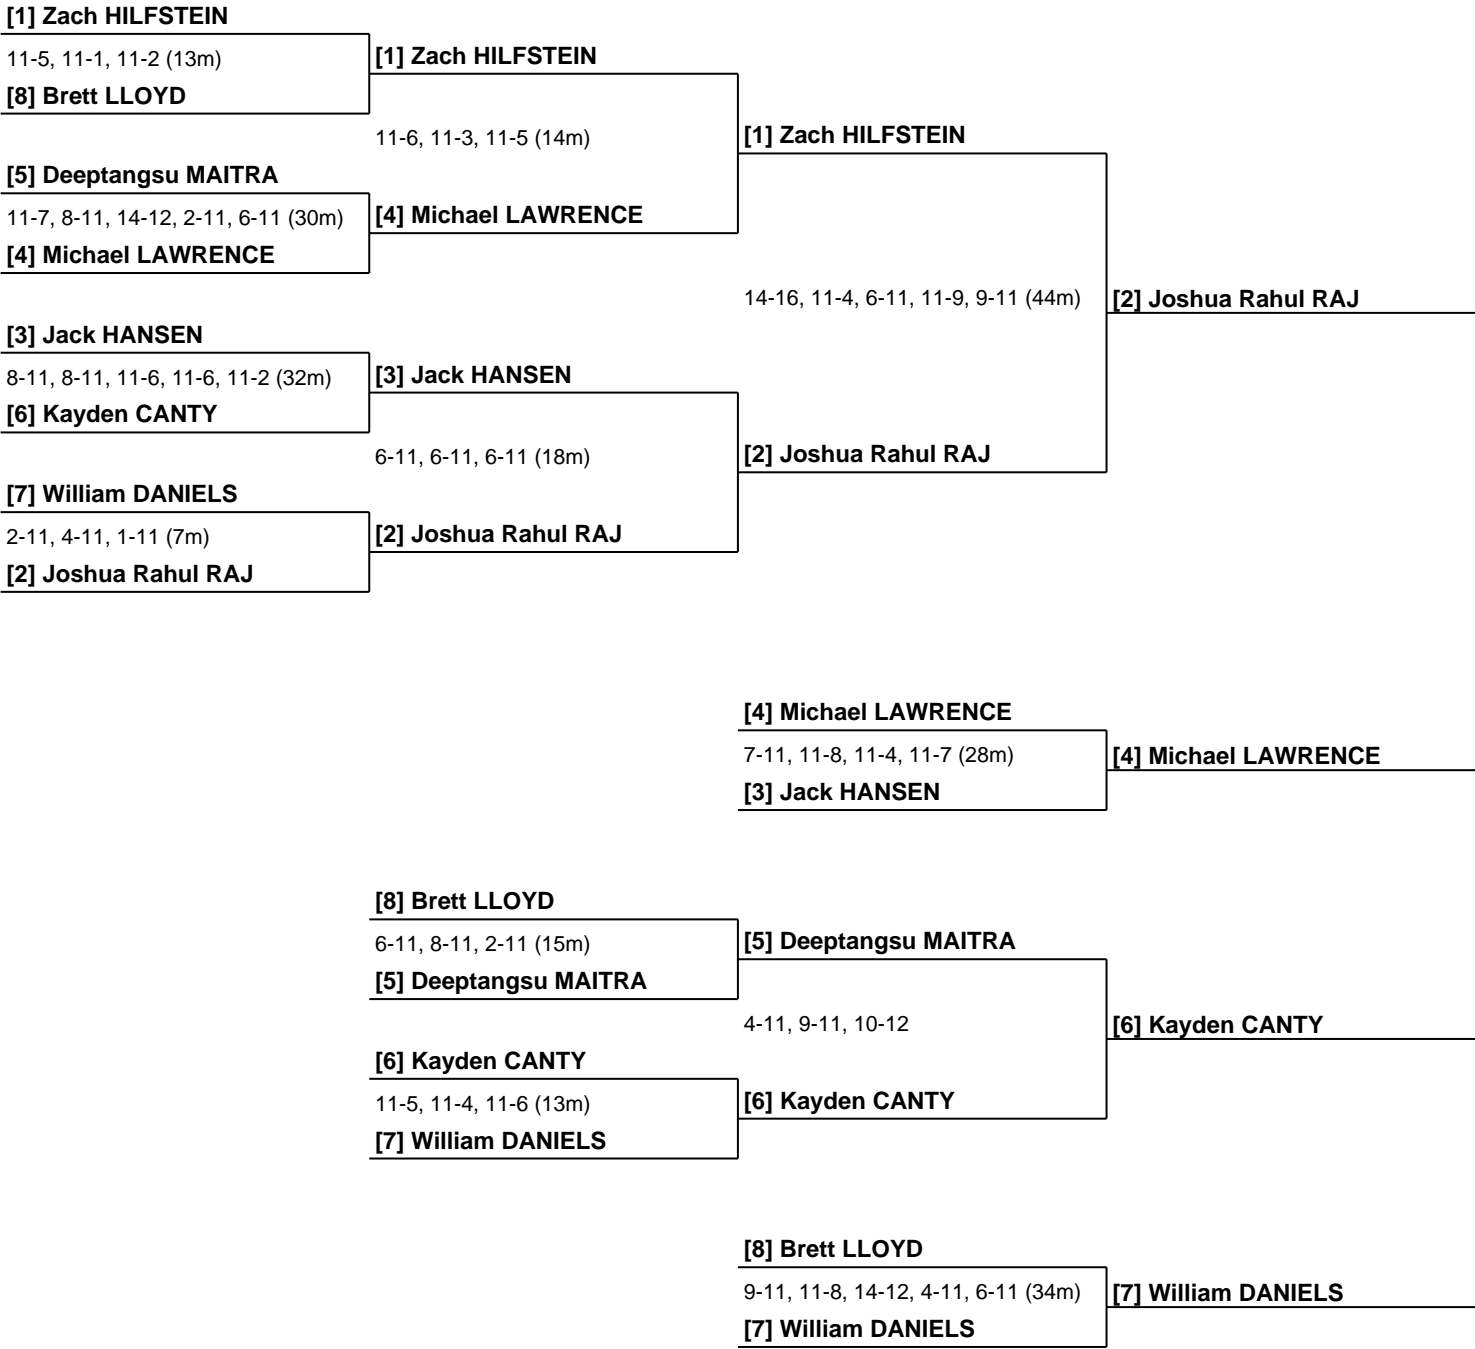 [1] Zach HILFSTEIN
11-5, 11-1, 11-2 (13m)
[1] Zach HILFSTEIN
[8] Brett LLOYD
11-6, 11-3, 11-5 (14m)
[1] Zach HILFSTEIN
[5] Deeptangsu MAITRA
11-7, 8-11, 14-12, 2-11, 6-11 (30m)
[4] Michael LAWRENCE
[4] Michael LAWRENCE
14-16, 11-4, 6-11, 11-9, 9-11 (44m)
[2] Joshua Rahul RAJ
[3] Jack HANSEN
8-11, 8-11, 11-6, 11-6, 11-2 (32m)
[3] Jack HANSEN
[6] Kayden CANTY
6-11, 6-11, 6-11 (18m)
[2] Joshua Rahul RAJ
[7] William DANIELS
2-11, 4-11, 1-11 (7m)
[2] Joshua Rahul RAJ
[2] Joshua Rahul RAJ
[4] Michael LAWRENCE
7-11, 11-8, 11-4, 11-7 (28m)
[4] Michael LAWRENCE
[3] Jack HANSEN
[8] Brett LLOYD
6-11, 8-11, 2-11 (15m)
[5] Deeptangsu MAITRA
[5] Deeptangsu MAITRA
4-11, 9-11, 10-12
[6] Kayden CANTY
[6] Kayden CANTY
11-5, 11-4, 11-6 (13m)
[6] Kayden CANTY
[7] William DANIELS
[8] Brett LLOYD
9-11, 11-8, 14-12, 4-11, 6-11 (34m)
[7] William DANIELS
[7] William DANIELS